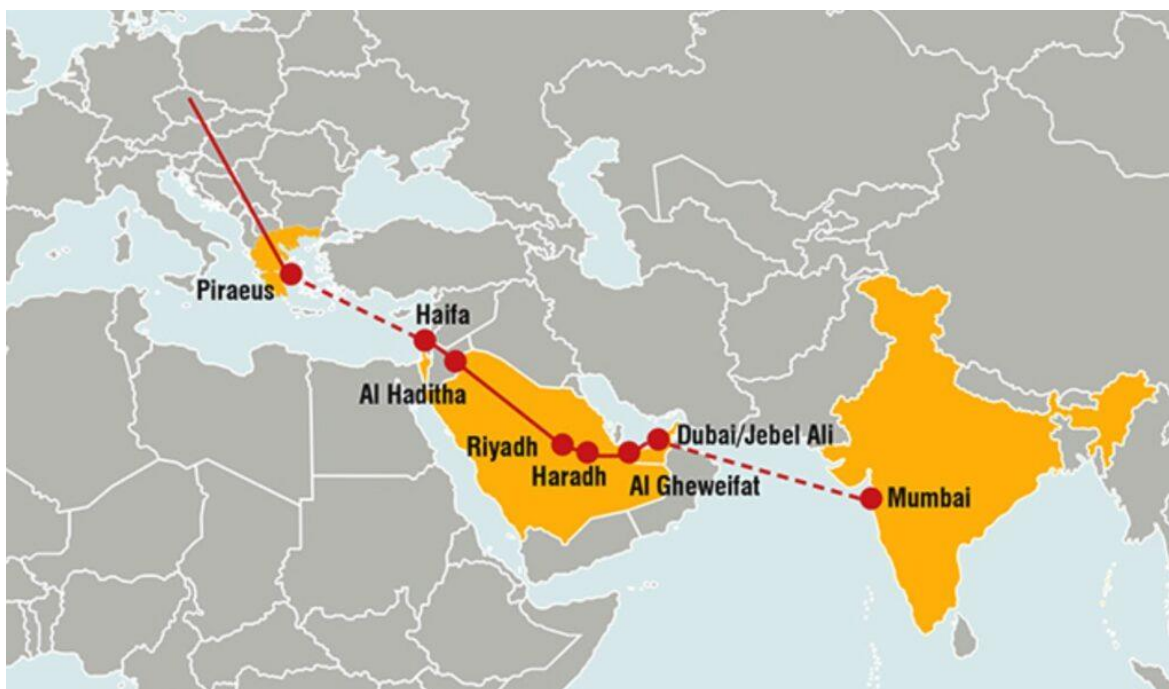 Piraeus
Haifa
Al Haditha
Riyadh
Haradh
Dubai/Jebel Ali
Al Gheweifat
Mumbai